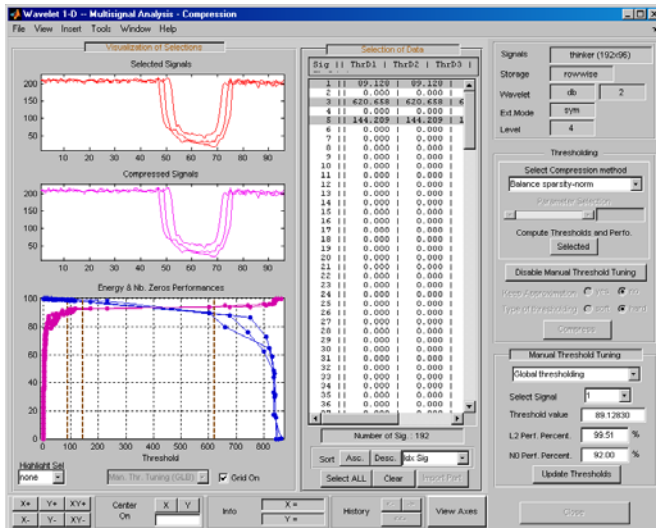 Wavelet 1-D -- Multisignal Analysis - Compression
File View Insert Tools Window Help
Visualization of Selections
Selected Signals
200
150
100
50
10 20 30 40 50 60 70 80 90
Compressed Signals
200
150
100
50
10 20 30 40 50 60 70 80 90
Energy & Nb. Zeros Performances
100
80
60
40
20
0
0 100 200 300 400 500 600 700 800
Threshold
Highlight Sel
none
Man. Thr. Tuning (GLB)
Grid On
Selection of Data
Sig || ThrD1 | ThrD2 | ThrD3
1 || 89.128 | 89.128 |
2 || 0.000 | 0.000 |
3 || 620.658 | 620.658 | 6
4 || 0.000 | 0.000 |
5 || 144.209 | 144.209 | 1
6 || 0.000 | 0.000 |
7 || 0.000 | 0.000 |
8 || 0.000 | 0.000 |
9 || 0.000 | 0.000 |
10 || 0.000 | 0.000 |
11 || 0.000 | 0.000 |
12 || 0.000 | 0.000 |
13 || 0.000 | 0.000 |
14 || 0.000 | 0.000 |
15 || 0.000 | 0.000 |
16 || 0.000 | 0.000 |
17 || 0.000 | 0.000 |
18 || 0.000 | 0.000 |
19 || 0.000 | 0.000 |
20 || 0.000 | 0.000 |
21 || 0.000 | 0.000 |
22 || 0.000 | 0.000 |
23 || 0.000 | 0.000 |
24 || 0.000 | 0.000 |
25 || 0.000 | 0.000 |
26 || 0.000 | 0.000 |
27 || 0.000 | 0.000 |
28 || 0.000 | 0.000 |
29 || 0.000 | 0.000 |
30 || 0.000 | 0.000 |
31 || 0.000 | 0.000 |
32 || 0.000 | 0.000 |
33 || 0.000 | 0.000 |
34 || 0.000 | 0.000 |
35 || 0.000 | 0.000 |
36 || 0.000 | 0.000 |
Number of Sig. : 192
Sort Asc. Desc. Idx Sig
Select ALL Clear Import Part
Signals thinker (192x96)
Storage rowwise
Wavelet db 2
Ext.Mode sym
Level 4
Thresholding
Select Compression method
Balance sparsity-norm
Parameter Selection
Compute Thresholds and Perfo.
Selected
Disable Manual Threshold Tuning
Keep Approximation yes no
Type of thresholding soft hard
Compress
Manual Threshold Tuning
Global thresholding
Select Signal 1
Threshold value 89.12830
L2 Perf. Percent. 99.51 %
N0 Perf. Percent. 92.00 %
Update Thresholds
X+ Y+ XY+
X- Y- XY-
Center
On
X Y
Info
X =
Y =
History
View Axes
Close